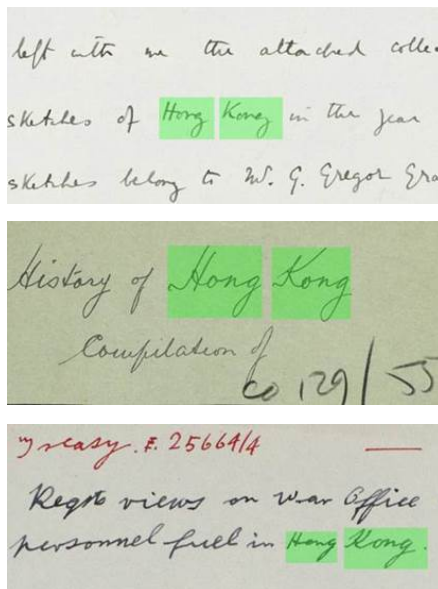 left with me the attached colle
sketches of Hong Kong in the year
sketches belong to W. G. Gregor Gra
History of Hong Kong
Compilation of
CO 129/55
Treasy. F. 25664/4
Reqts views on War Office
personnel fuel in Hong Kong.